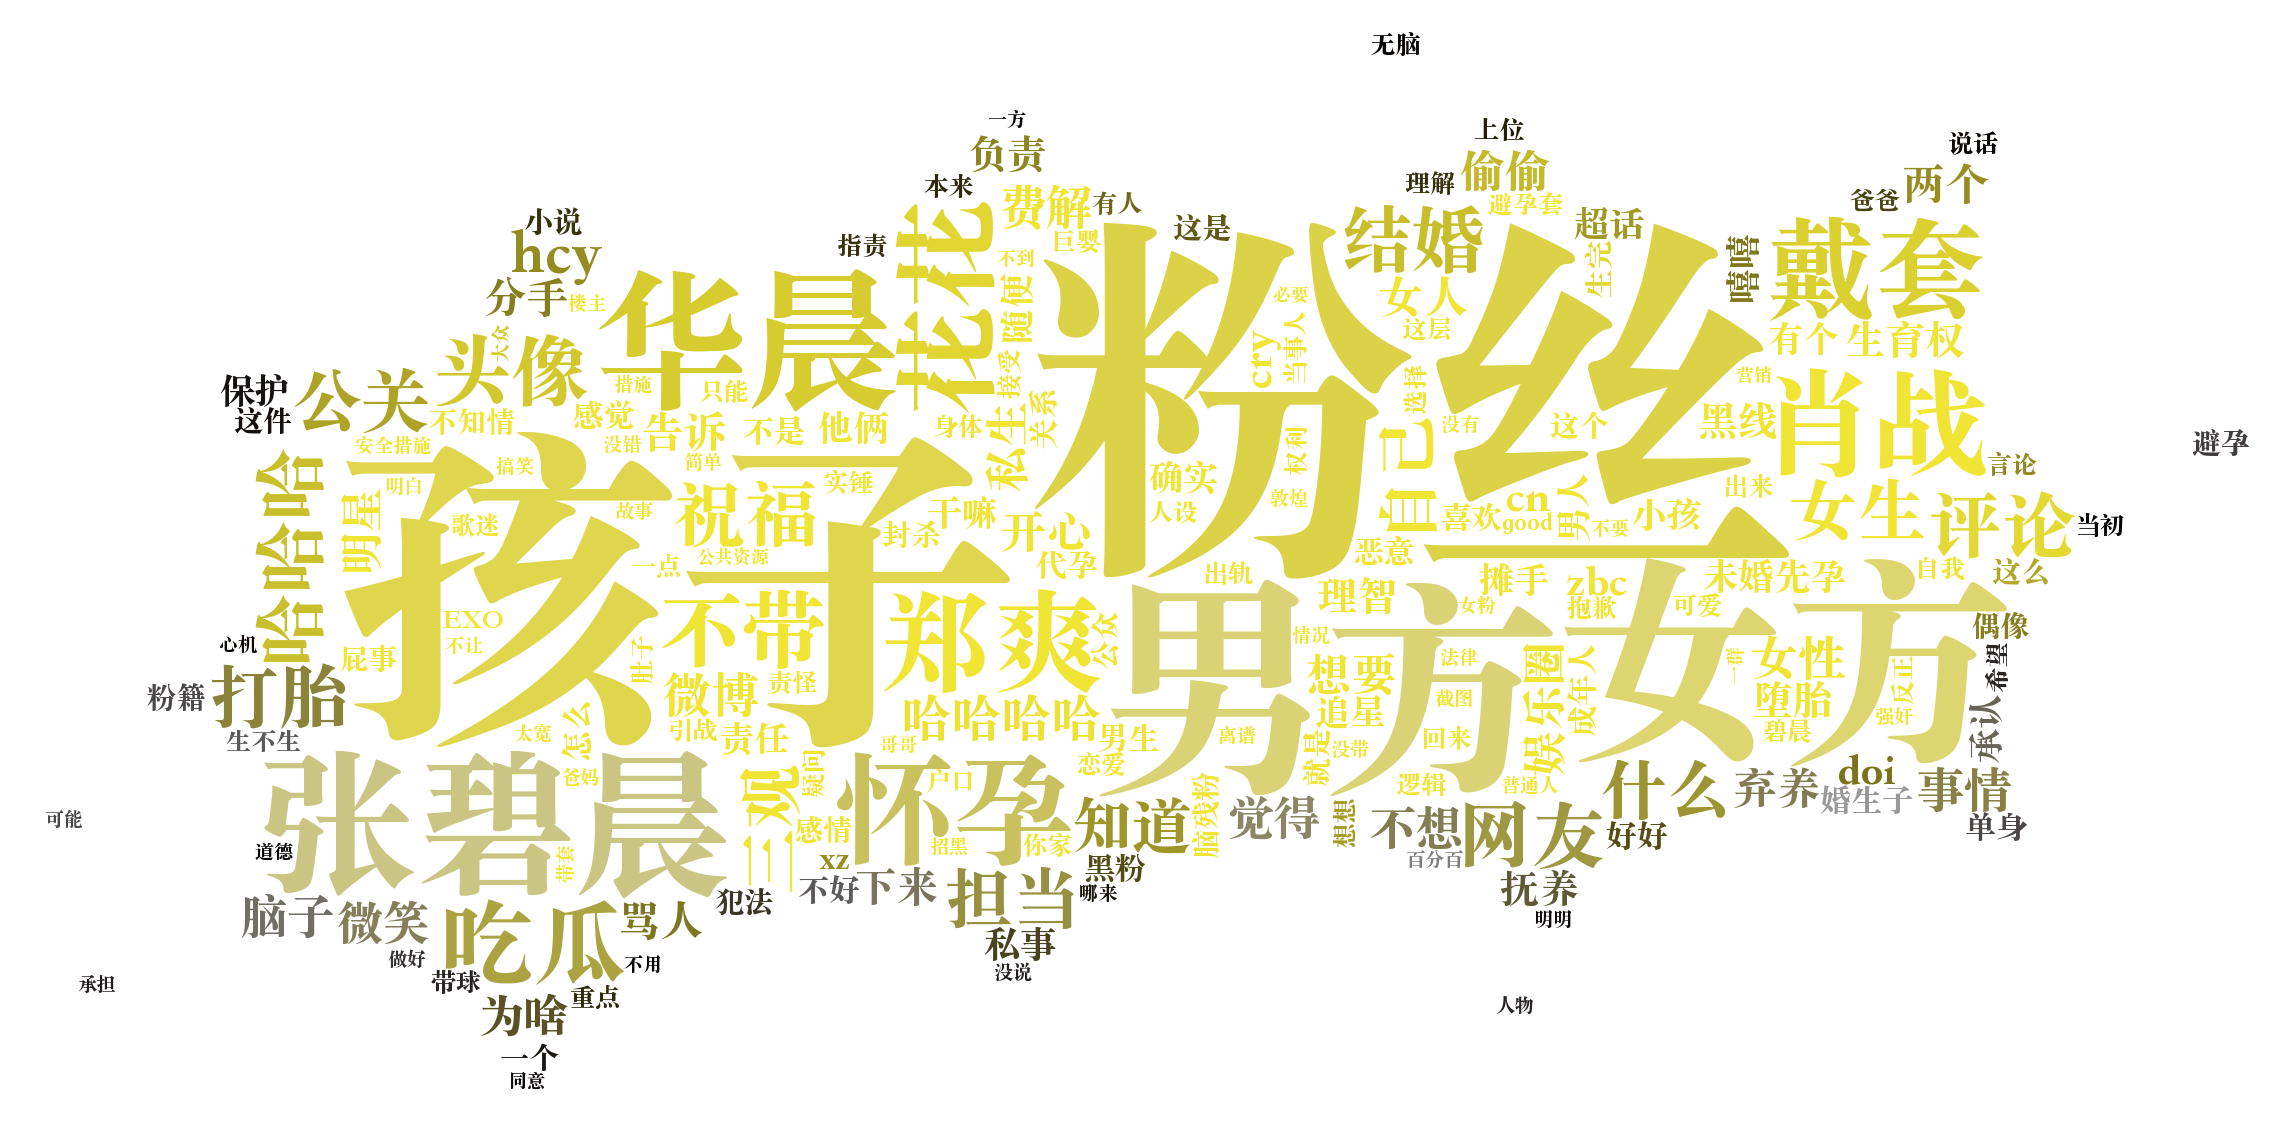 无脑
一方
负责
上位
偷偷
说话
两个
本来
费解
有人
理解
避孕套
爸爸
小说
hcy
指责
花花
巨婴
这是
结婚
超话
嘻嘻
戴套
分手
楼主
华晨
不到
随便
粉丝
必要
女人
这层
生完
有个
生育权
头像
大众
措施
只能
接受
cry
当事人
选择
营销
肖战
保护
这件
公关
不知情
感觉
告诉
不是
他俩
身体
私生
关系
自己
没有
这个
黑线
避孕
安全措施
没错
简单
权利
言论
哈哈哈
明白
搞笑
孩子
祝福
实锤
确实
出来
女生
评论
当初
明星
歌迷
故事
封杀
干嘛
开心
人设
敦煌
喜欢
cn
good
男人
不要
小孩
一点
公共资源
代孕
出轨
恶意
理智
摊手
zbc
抱歉
未婚先孕
可爱
自我
这么
EXO
不让
不带
郑爽
公众
男方
女粉
女方
偶像
心机
屁事
肚子
情况
法律
娱乐圈
成年人
一群
女性
反正
希望
粉籍
打胎
微博
责怪
想要
截图
堕胎
强奸
承认
生不生
太宽
怎么
引战
责任
哈哈哈哈
男生
离谱
追星
没带
回来
碧晨
张碧晨
爸妈
三观
疑问
哥哥
恋爱
就是
逻辑
普通人
可能
户口
怀孕
脑残粉
什么
弃养
doi
婚生子
事情
单身
道德
带套
感情
招黑
你家
知道
觉得
想想
不想
网友
好好
百分百
xz
黑粉
脑子
微笑
吃瓜
骂人
犯法
不好
下来
担当
哪来
抚养
明明
做好
带球
不用
私事
没说
承担
为啥
重点
人物
一个
同意